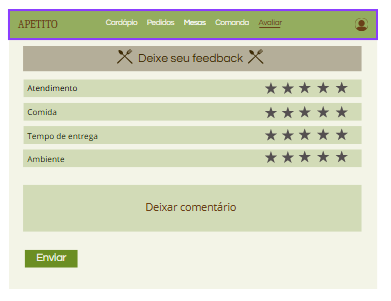 APETITO Cardápio Pedidos Mesas Comanda Avaliar
Deixe seu feedback
Atendimento
Comida
Tempo de entrega
Ambiente
Deixar comentário
Enviar